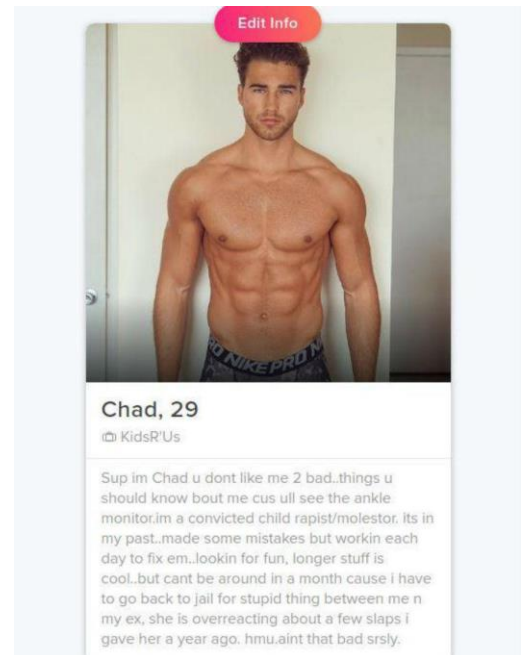 Edit Info
NIKE PRO
Chad, 29
KidsR'Us
Sup im Chad u dont like me 2 bad..things u
should know bout me cus ull see the ankle
monitor.im a convicted child rapist/molestor. its in
my past..made some mistakes but workin each
day to fix em..lookin for fun, longer stuff is
cool..but cant be around in a month cause i have
to go back to jail for stupid thing between me n
my ex, she is overreacting about a few slaps i
gave her a year ago. hmu.aint that bad srsly.